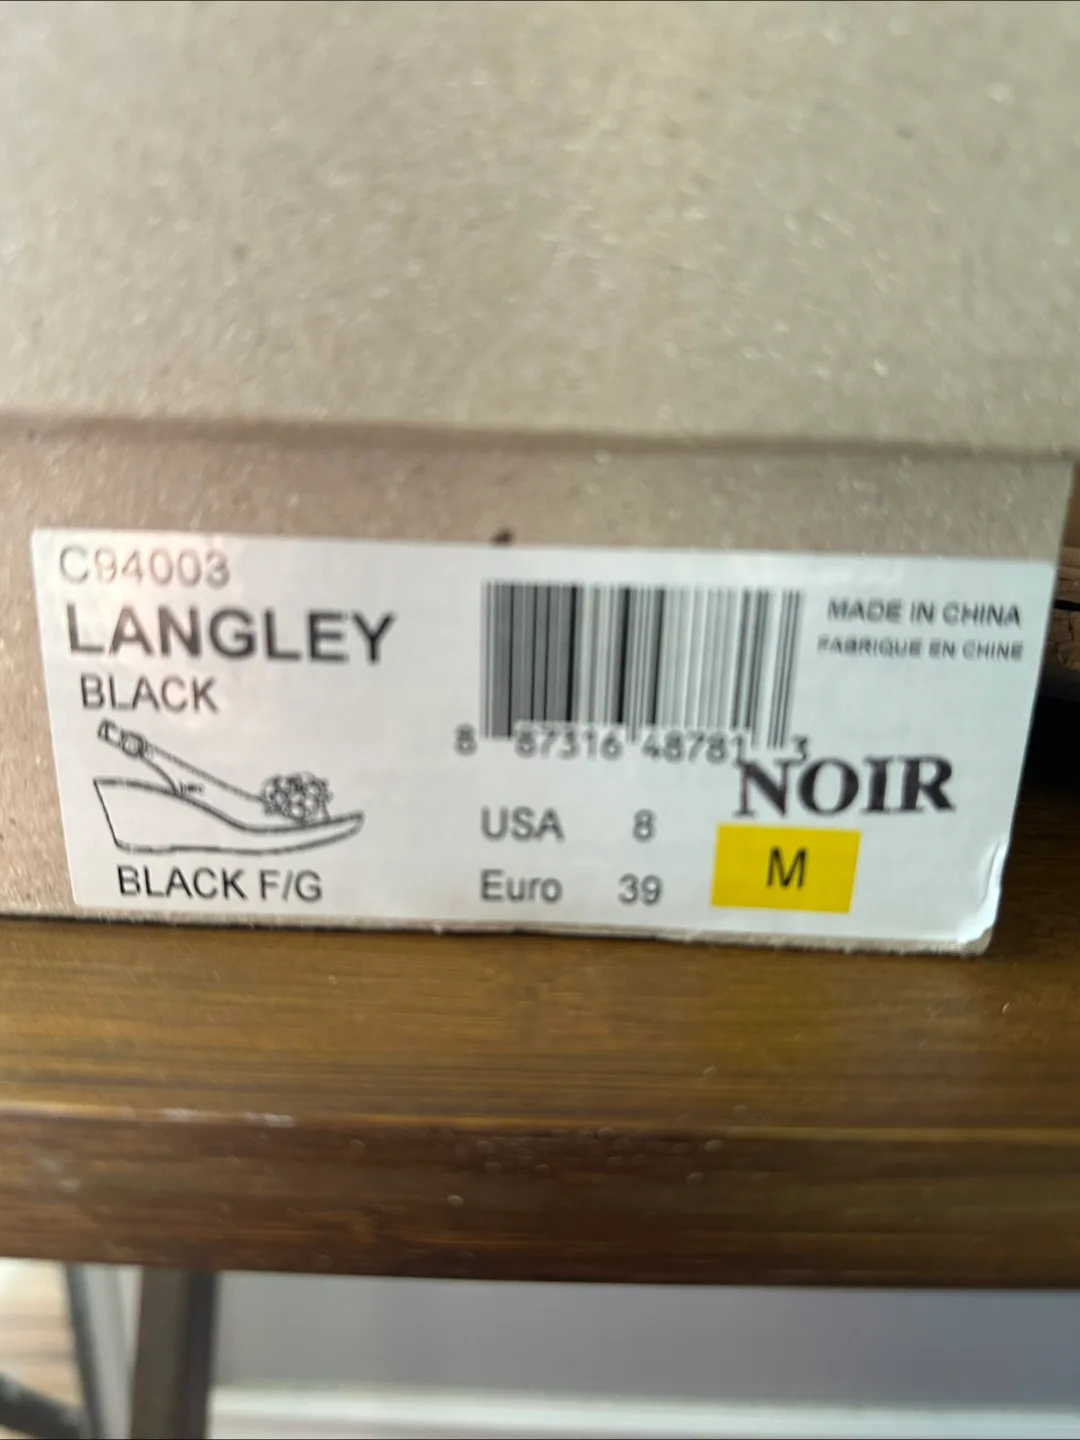 C94003
LANGLEY
BLACK
BLACK F/G
8 87316 48781 3
MADE IN CHINA
FABRIQUE EN CHINE
NOIR
USA 8
Euro 39
M